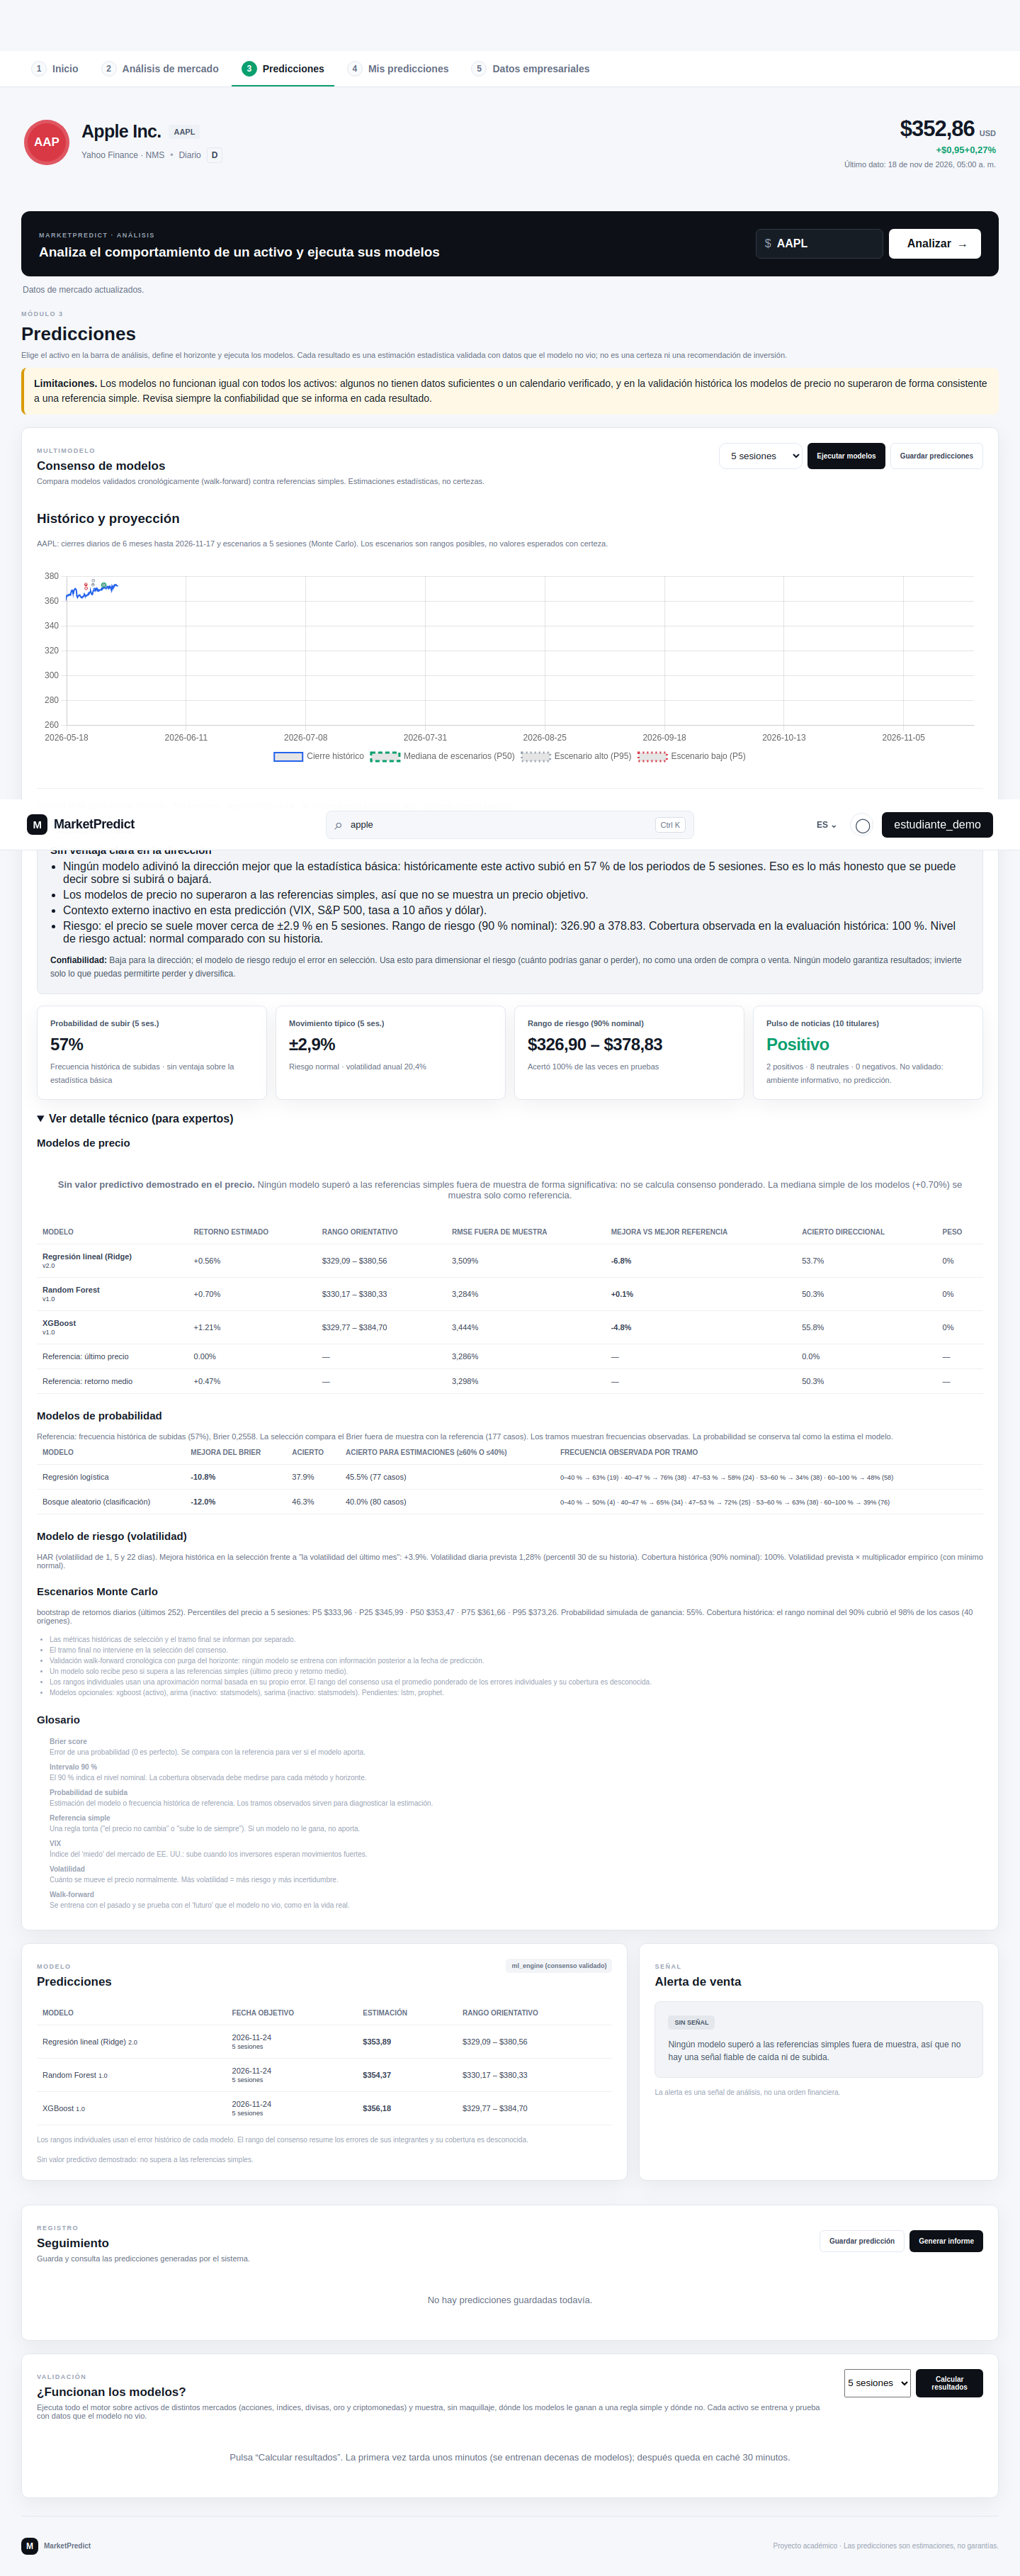 1 Inicio 2 Análisis de mercado 3 Predicciones 4 Mis predicciones 5 Datos empresariales
AAP
Apple Inc. AAPL
Yahoo Finance · NMS • Diario D
$352,86 USD
+$0,95+0,27%
Último dato: 18 de nov de 2026, 05:00 a. m.
MARKETPREDICT · ANÁLISIS
Analiza el comportamiento de un activo y ejecuta sus modelos
$ AAPL
Analizar →
Datos de mercado actualizados.
MÓDULO 3
Predicciones
Elige el activo en la barra de análisis, define el horizonte y ejecuta los modelos. Cada resultado es una estimación estadística validada con datos que el modelo no vio; no es una certeza ni una recomendación de inversión.
Limitaciones. Los modelos no funcionan igual con todos los activos: algunos no tienen datos suficientes o un calendario verificado, y en la validación histórica los modelos de precio no superaron de forma consistente
a una referencia simple. Revisa siempre la confiabilidad que se informa en cada resultado.
MULTIMODELO
Consenso de modelos
Compara modelos validados cronológicamente (walk-forward) contra referencias simples. Estimaciones estadísticas, no certezas.
5 sesiones
Ejecutar modelos
Guardar predicciones
Histórico y proyección
AAPL: cierres diarios de 6 meses hasta 2026-11-17 y escenarios a 5 sesiones (Monte Carlo). Los escenarios son rangos posibles, no valores esperados con certeza.
380
360
340
320
300
280
260
2026-05-18 2026-06-11 2026-07-08 2026-07-31 2026-08-25 2026-09-18 2026-10-13 2026-11-05
Cierre histórico Mediana de escenarios (P50) Escenario alto (P95) Escenario bajo (P5)
M MarketPredict
apple
Ctrl K
ES
estudiante_demo
Sin ventaja clara en la dirección
• Ningún modelo adivinó la dirección mejor que la estadística básica: históricamente este activo subió en 57 % de los periodos de 5 sesiones. Eso es lo más honesto que se puede
decir sobre si subirá o bajará.
• Los modelos de precio no superaron a las referencias simples, así que no se muestra un precio objetivo.
• Contexto externo inactivo en esta predicción (VIX, S&P 500, tasa a 10 años y dólar).
• Riesgo: el precio se suele mover cerca de ±2.9 % en 5 sesiones. Rango de riesgo (90 % nominal): 326.90 a 378.83. Cobertura observada en la evaluación histórica: 100 %. Nivel
de riesgo actual: normal comparado con su historia.
Confiabilidad: Baja para la dirección; el modelo de riesgo redujo el error en selección. Usa esto para dimensionar el riesgo (cuánto podrías ganar o perder), no como una orden de compra o venta. Ningún modelo garantiza resultados; invierte
solo lo que puedas permitirte perder y diversifica.
Probabilidad de subir (5 ses.)
57%
Frecuencia histórica de subidas · sin ventaja sobre la
estadística básica
Movimiento típico (5 ses.)
±2,9%
Riesgo normal · volatilidad anual 20,4%
Rango de riesgo (90% nominal)
$326,90 – $378,83
Acertó 100% de las veces en pruebas
Pulso de noticias (10 titulares)
Positivo
2 positivos · 8 neutrales · 0 negativos. No validado:
ambiente informativo, no predicción.
▼ Ver detalle técnico (para expertos)
Modelos de precio
Sin valor predictivo demostrado en el precio. Ningún modelo superó a las referencias simples fuera de muestra de forma significativa: no se calcula consenso ponderado. La mediana simple de los modelos (+0.70%) se
muestra solo como referencia.
MODELO RETORNO ESTIMADO RANGO ORIENTATIVO RMSE FUERA DE MUESTRA MEJORA VS MEJOR REFERENCIA ACIERTO DIRECCIONAL PESO
Regresión lineal (Ridge) +0.56% $329,09 – $380,56 3,509% -6.8% 53.7% 0%
v2.0
Random Forest +0.70% $330,17 – $380,33 3,284% +0.1% 50.3% 0%
v1.0
XGBoost +1.21% $329,77 – $384,70 3,444% -4.8% 55.8% 0%
v1.0
Referencia: último precio 0.00% — 3,286% — 0.0% —
Referencia: retorno medio +0.47% — 3,298% — 50.3% —
Modelos de probabilidad
Referencia: frecuencia histórica de subidas (57%), Brier 0,2558. La selección compara el Brier fuera de muestra con la referencia (177 casos). Los tramos muestran frecuencias observadas. La probabilidad se conserva tal como la estima el modelo.
MODELO MEJORA DEL BRIER ACIERTO ACIERTO PARA ESTIMACIONES (≥60% O ≤40%) FRECUENCIA OBSERVADA POR TRAMO
Regresión logística -10.8% 37.9% 45.5% (77 casos) 0–40 % → 63% (19) · 40–47 % → 76% (38) · 47–53 % → 58% (24) · 53–60 % → 34% (38) · 60–100 % → 48% (58)
Bosque aleatorio (clasificación) -12.0% 46.3% 40.0% (80 casos) 0–40 % → 50% (4) · 40–47 % → 65% (34) · 47–53 % → 72% (25) · 53–60 % → 63% (38) · 60–100 % → 39% (76)
Modelo de riesgo (volatilidad)
HAR (volatilidad de 1, 5 y 22 días). Mejora histórica en la selección frente a "la volatilidad del último mes": +3.9%. Volatilidad diaria prevista 1,28% (percentil 30 de su historia). Cobertura histórica (90% nominal): 100%. Volatilidad prevista × multiplicador empírico (con mínimo
normal).
Escenarios Monte Carlo
bootstrap de retornos diarios (últimos 252). Percentiles del precio a 5 sesiones: P5 $333,96 · P25 $345,99 · P50 $353,47 · P75 $361,66 · P95 $373,26. Probabilidad simulada de ganancia: 55%. Cobertura histórica: el rango nominal del 90% cubrió el 98% de los casos (40
orígenes).
• Las métricas históricas de selección y el tramo final se informan por separado.
• El tramo final no interviene en la selección del consenso.
• Validación walk-forward cronológica con purga del horizonte: ningún modelo se entrena con información posterior a la fecha de predicción.
• Un modelo solo recibe peso si supera a las referencias simples (último precio y retorno medio).
• Los rangos individuales usan una aproximación normal basada en su propio error. El rango del consenso usa el promedio ponderado de los errores individuales y su cobertura es desconocida.
• Modelos opcionales: xgboost (activo), arima (inactivo: statsmodels), sarima (inactivo: statsmodels). Pendientes: lstm, prophet.
Glosario
Brier score
Error de una probabilidad (0 es perfecto). Se compara con la referencia para ver si el modelo aporta.
Intervalo 90 %
El 90 % indica el nivel nominal. La cobertura observada debe medirse para cada método y horizonte.
Probabilidad de subida
Estimación del modelo o frecuencia histórica de referencia. Los tramos observados sirven para diagnosticar la estimación.
Referencia simple
Una regla tonta ("el precio no cambia" o "sube lo de siempre"). Si un modelo no le gana, no aporta.
VIX
Índice del 'miedo' del mercado de EE. UU.: sube cuando los inversores esperan movimientos fuertes.
Volatilidad
Cuánto se mueve el precio normalmente. Más volatilidad = más riesgo y más incertidumbre.
Walk-forward
Se entrena con el pasado y se prueba con el 'futuro' que el modelo no vio, como en la vida real.
MODELO
Predicciones
ml_engine (consenso validado)
MODELO FECHA OBJETIVO ESTIMACIÓN RANGO ORIENTATIVO
Regresión lineal (Ridge) 2.0 2026-11-24 $353,89 $329,09 – $380,56
5 sesiones
Random Forest 1.0 2026-11-24 $354,37 $330,17 – $380,33
5 sesiones
XGBoost 1.0 2026-11-24 $356,18 $329,77 – $384,70
5 sesiones
Los rangos individuales usan el error histórico de cada modelo. El rango del consenso resume los errores de sus integrantes y su cobertura es desconocida.
Sin valor predictivo demostrado: no supera a las referencias simples.
SEÑAL
Alerta de venta
SIN SEÑAL
Ningún modelo superó a las referencias simples fuera de muestra, así que no
hay una señal fiable de caída ni de subida.
La alerta es una señal de análisis, no una orden financiera.
REGISTRO
Seguimiento
Guarda y consulta las predicciones generadas por el sistema.
Guardar predicción
Generar informe
No hay predicciones guardadas todavía.
VALIDACIÓN
¿Funcionan los modelos?
Ejecuta todo el motor sobre activos de distintos mercados (acciones, índices, divisas, oro y criptomonedas) y muestra, sin maquillaje, dónde los modelos le ganan a una regla simple y dónde no. Cada activo se entrena y prueba
con datos que el modelo no vio.
5 sesiones
Calcular
resultados
Pulsa “Calcular resultados”. La primera vez tarda unos minutos (se entrenan decenas de modelos); después queda en caché 30 minutos.
M MarketPredict
Proyecto académico · Las predicciones son estimaciones, no garantías.